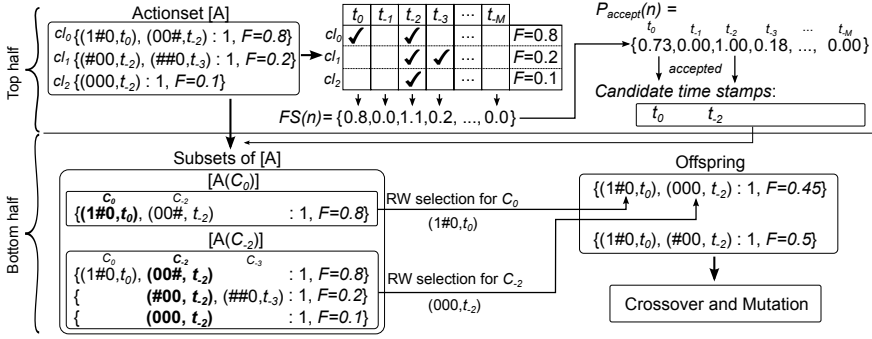 Top half
Actionset [A]
cl0 {(1#0,t0), (00#,t-2) : 1, F=0.8}
cl1 {(#00,t-2), (##0,t-3) : 1, F=0.2}
cl2 {(000,t-2) : 1, F=0.1}
t0 t-1 t-2 t-3 ... t-M
cl0 ✓ ✓ ... F=0.8
cl1 ✓ ✓ ... F=0.2
cl2 ✓ ... F=0.1
FS(n)= {0.8,0.0,1.1,0.2, ...,0.0}
Paccept(n) =
t0 t-1 t-2 t-3 ... t-M
{0.73,0.00,1.00,0.18, ..., 0.00}
accepted
Candidate time stamps:
t0 t-2
Bottom half
Subsets of [A]
[A(C0)]
C0 C-2
{(1#0,t0), (00#,t-2) : 1, F=0.8}
[A(C-2)]
C0 C-2 C-3
{(1#0,t0), (00#, t-2) : 1, F=0.8}
{ (#00, t-2), (##0,t-3) : 1, F=0.2}
{ (000, t-2) : 1, F=0.1}
RW selection for C0
(1#0,t0)
RW selection for C-2
(000,t-2)
Offspring
{(1#0,t0), (000, t-2) : 1, F=0.45}
{(1#0,t0), (#00, t-2) : 1, F=0.5}
Crossover and Mutation